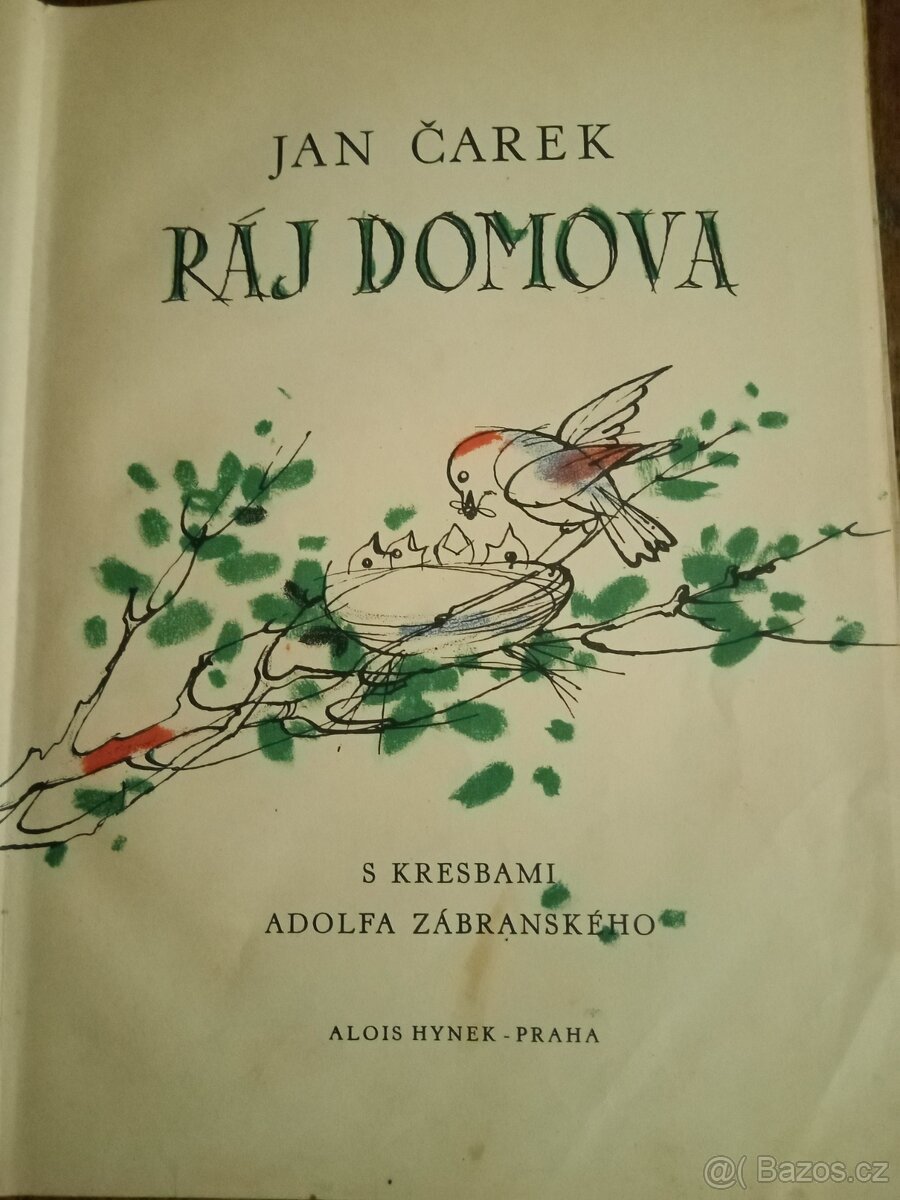 JAN ČAREK
RÁJ DOMOVA
S KRESBAMI
ADOLFA ZÁBRANSKÉHO
ALOIS HYNEK - PRAHA
@( Bazos.cz